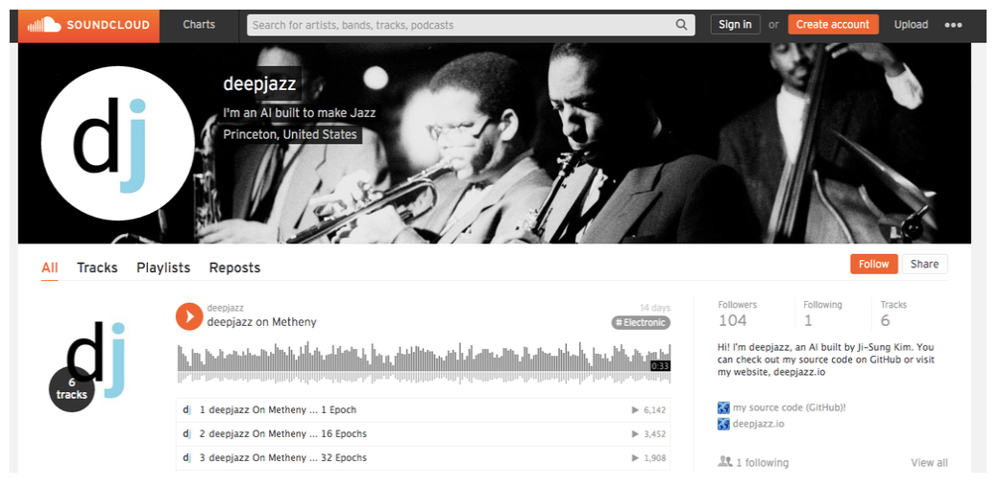 SOUNDCLOUD Charts Search for artists, bands, tracks, podcasts Sign in or Create account Upload •••
dj
deepjazz
I'm an AI built to make Jazz
Princeton, United States
All Tracks Playlists Reposts Follow Share
dj
6
tracks
deepjazz 14 days
deepjazz on Metheny # Electronic
0:33
dj 1 deepjazz On Metheny ... 1 Epoch 6,142
dj 2 deepjazz On Metheny ... 16 Epochs 3,452
dj 3 deepjazz On Metheny ... 32 Epochs 1,908
Followers Following Tracks
104 1 6
Hi! I'm deepjazz, an AI built by Ji-Sung Kim. You
can check out my source code on GitHub or visit
my website, deepjazz.io
my source code (GitHub)!
deepjazz.io
1 following View all